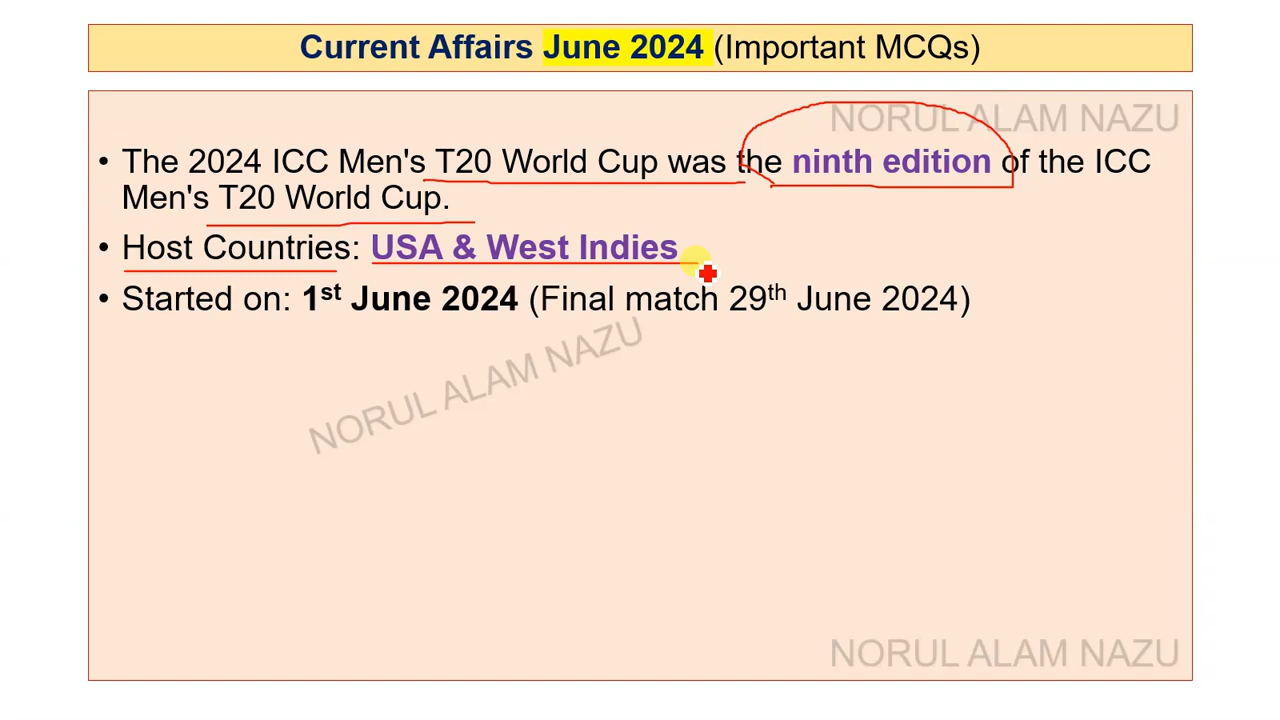 Current Affairs June 2024 (Important MCQs)
NORUL ALAM NAZU
• The 2024 ICC Men's T20 World Cup was the ninth edition of the ICC
Men's T20 World Cup.
• Host Countries: USA & West Indies
• Started on: 1st June 2024 (Final match 29th June 2024)
NORUL ALAM NAZU
NORUL ALAM NAZU